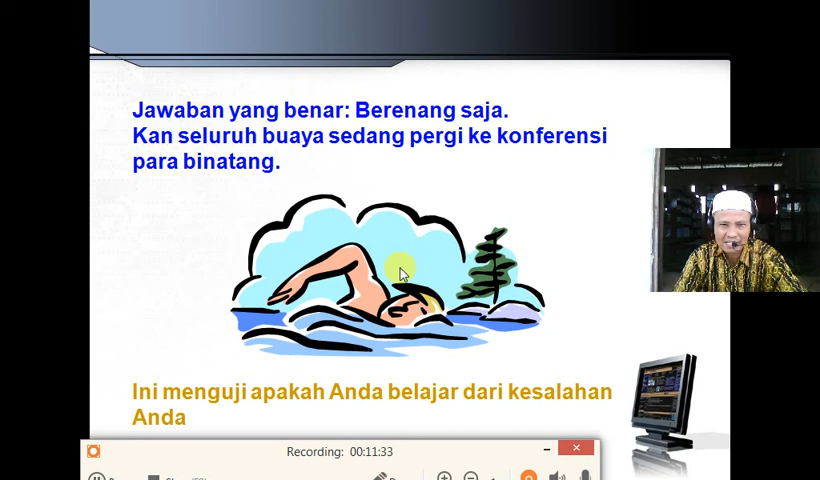 Jawaban yang benar: Berenang saja.
Kan seluruh buaya sedang pergi ke konferensi
para binatang.
Ini menguji apakah Anda belajar dari kesalahan
Anda
Recording: 00:11:33